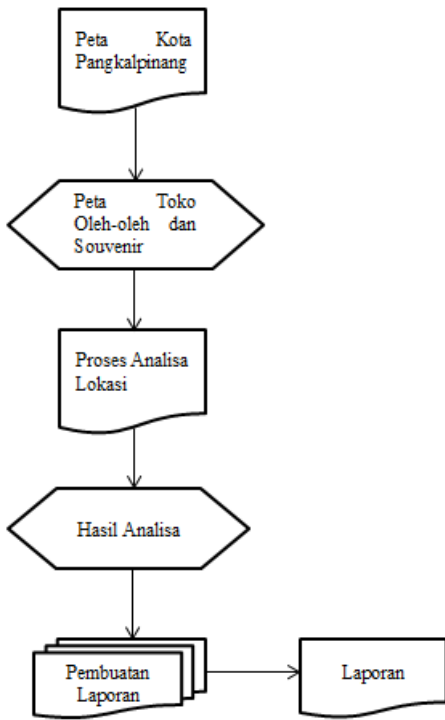 Peta Kota
Pangkalpinang
Peta Toko
Oleh-oleh dan
Souvenir
Proses Analisa
Lokasi
Hasil Analisa
Pembuatan
Laporan
Laporan